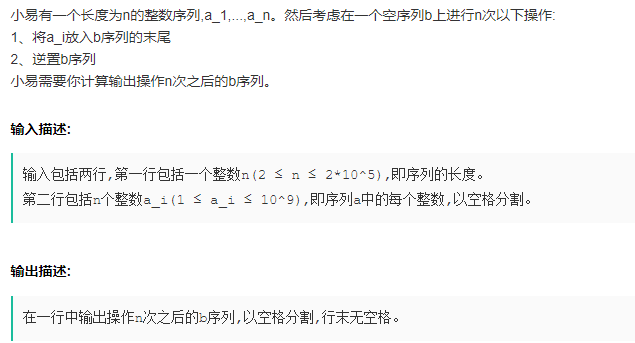 小易有一个长度为n的整数序列,a_1,...,a_n。然后考虑在一个空序列b上进行n次以下操作:
1、将a_i放入b序列的末尾
2、逆置b序列
小易需要你计算输出操作n次之后的b序列。
输入描述:
输入包括两行,第一行包括一个整数n(2 ≤ n ≤ 2*10^5),即序列的长度。
第二行包括n个整数a_i(1 ≤ a_i ≤ 10^9),即序列a中的每个整数,以空格分割。
输出描述:
在一行中输出操作n次之后的b序列,以空格分割,行末无空格。